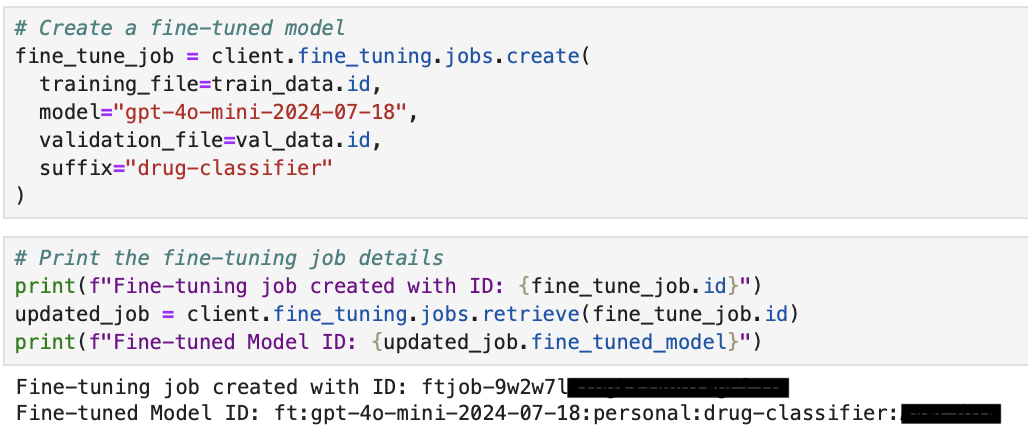 # Create a fine-tuned model
fine_tune_job = client.fine_tuning.jobs.create(
  training_file=train_data.id,
  model="gpt-4o-mini-2024-07-18",
  validation_file=val_data.id,
  suffix="drug-classifier"
)
# Print the fine-tuning job details
print(f"Fine-tuning job created with ID: {fine_tune_job.id}")
updated_job = client.fine_tuning.jobs.retrieve(fine_tune_job.id)
print(f"Fine-tuned Model ID: {updated_job.fine_tuned_model}")
Fine-tuning job created with ID: ftjob-9w2w7l
Fine-tuned Model ID: ft:gpt-4o-mini-2024-07-18:personal:drug-classifier: